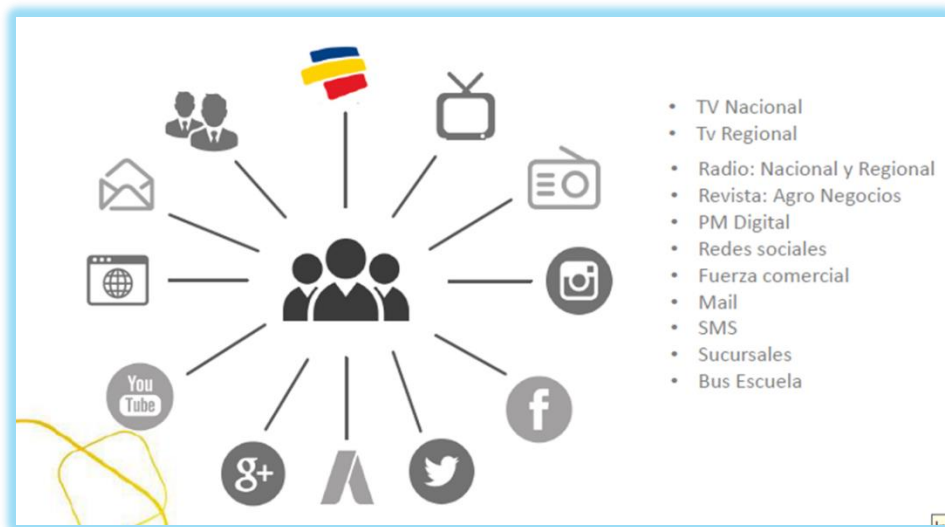 • TV Nacional
• Tv Regional
• Radio: Nacional y Regional
• Revista: Agro Negocios
• PM Digital
• Redes sociales
• Fuerza comercial
• Mail
• SMS
• Sucursales
• Bus Escuela
You
Tube
f
g+